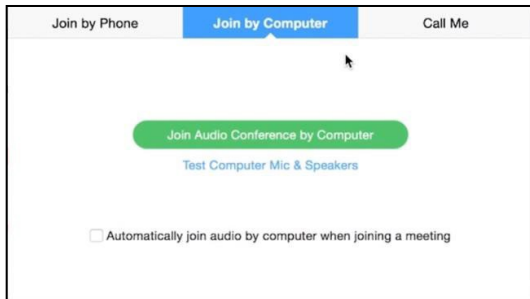 Join by Phone Join by Computer Call Me
Join Audio Conference by Computer
Test Computer Mic & Speakers
Automatically join audio by computer when joining a meeting